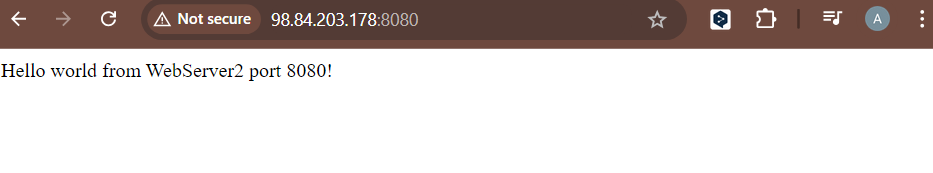 Not secure 98.84.203.178:8080 A
Hello world from WebServer2 port 8080!